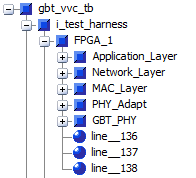 gbt_vvc_tb
i_test_harness
FPGA_1
Application_Layer
Network_Layer
MAC_Layer
PHY_Adapt
GBT_PHY
line__136
line__137
line__138